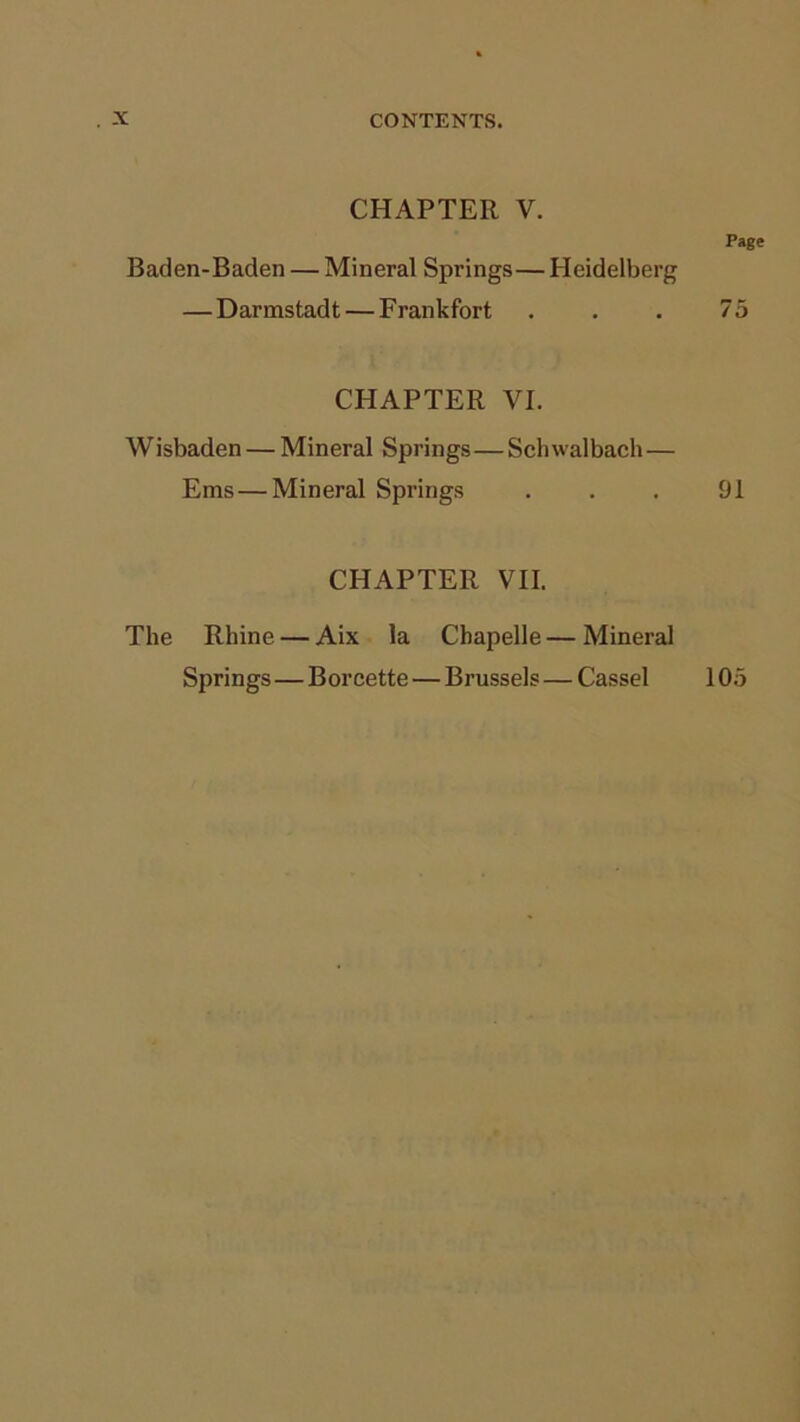 x CONTENTS.
CHAPTER V.
Page
Baden-Baden — Mineral Springs — Heidelberg
— Darmstadt — Frankfort . . . 75
CHAPTER VI.
Wisbaden — Mineral Springs — Schwalbach —
Ems — Mineral Springs . . . 91
CHAPTER VII.
The Rhine — Aix la Chapelle — Mineral
Springs — Borcette — Brussels — Cassel 105